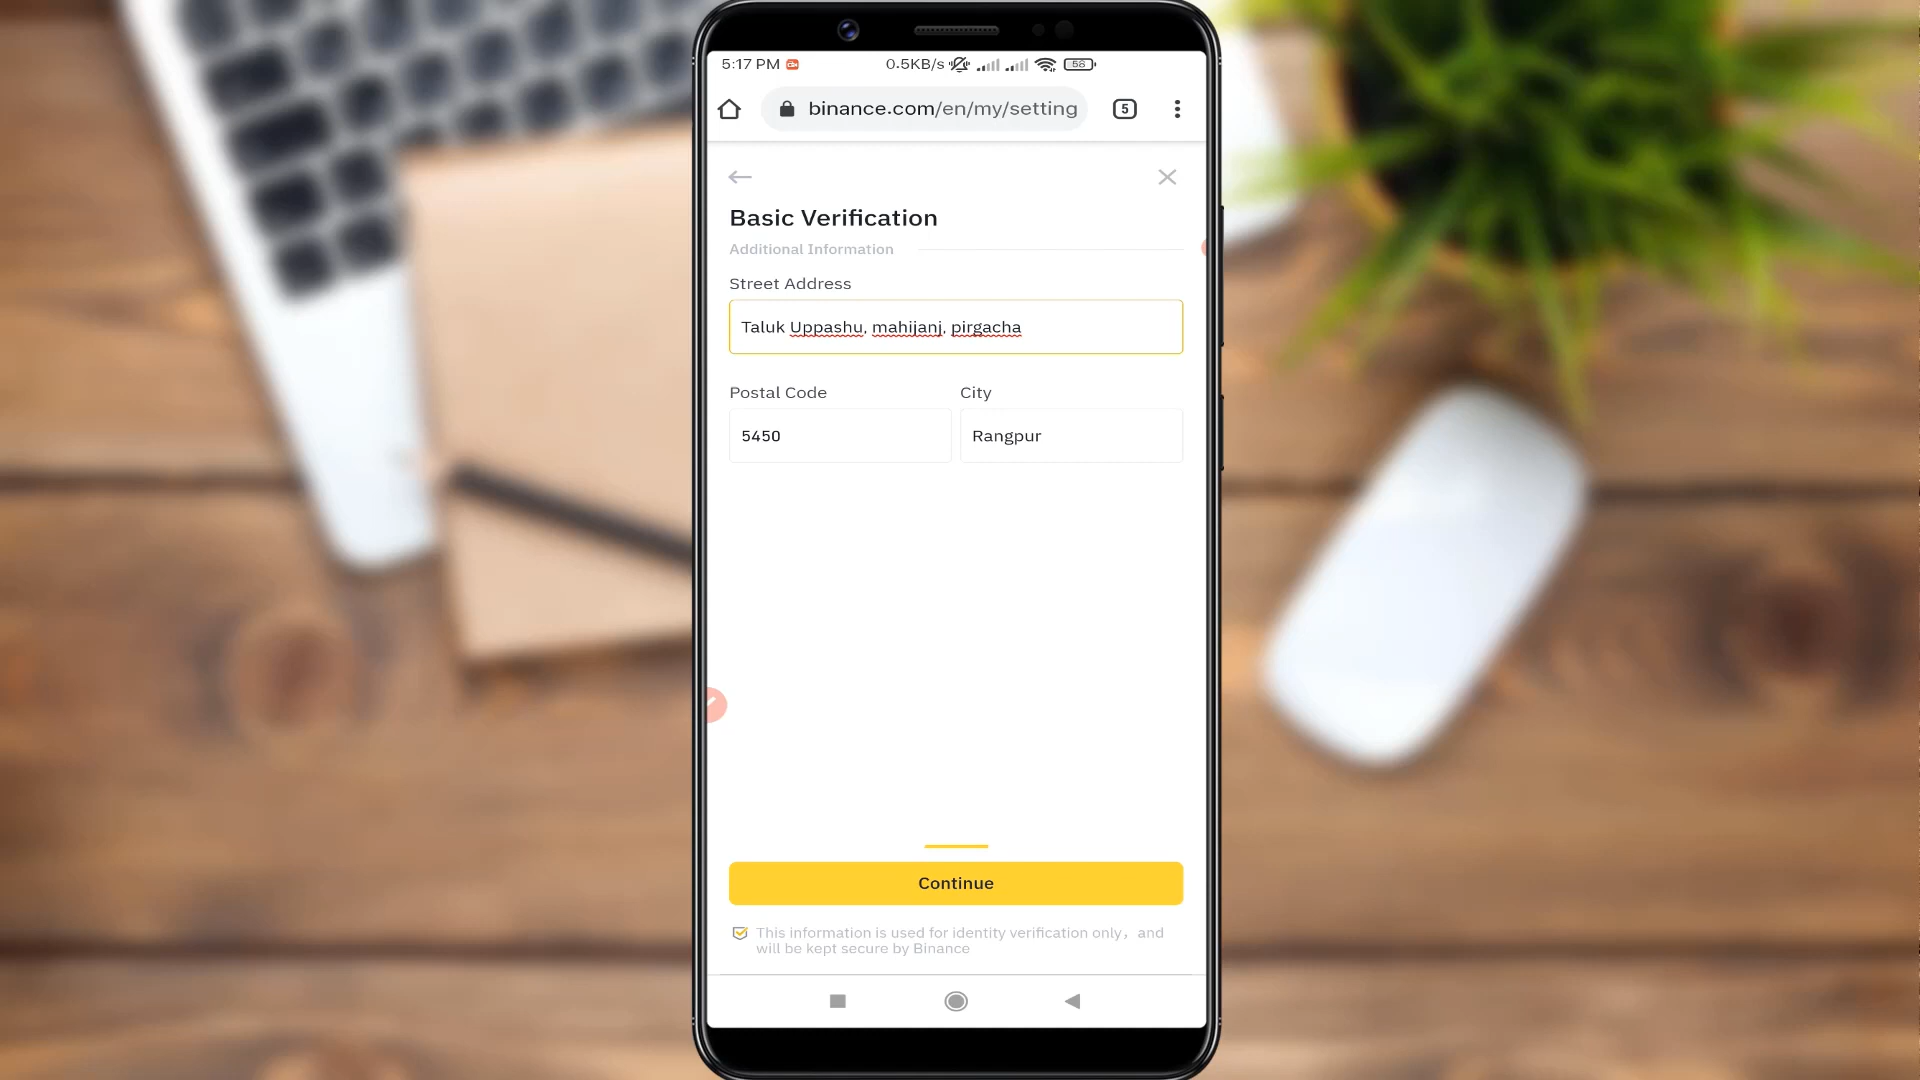 5:17 PM 0.5KB/s 58
binance.com/en/my/setting 5
Basic Verification
Additional Information
Street Address
Taluk Uppashu, mahijanj, pirgacha
Postal Code City
5450 Rangpur
Continue
This information is used for identity verification only， and
will be kept secure by Binance